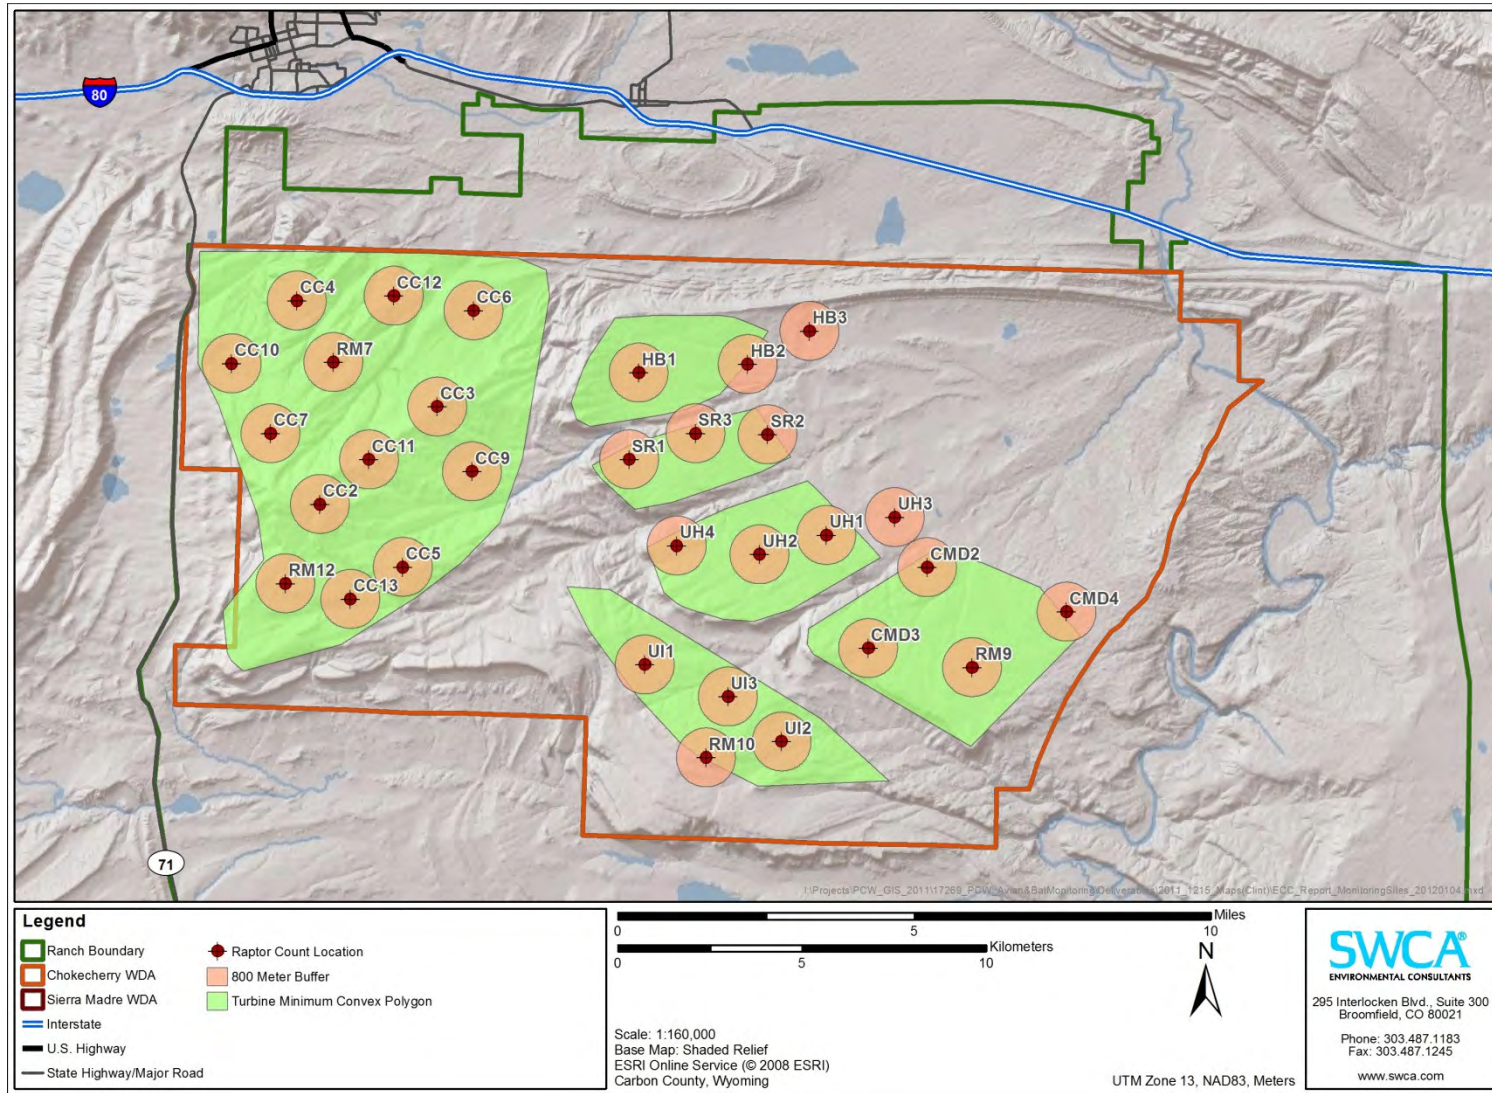 80
CC4
CC12
CC6
HB3
CC10
RM7
HB1
HB2
CC3
CC7
SR3
SR2
CC11
SR1
CC9
CC2
UH3
UH4
UH2
UH1
CC5
CMD2
RM12
CC13
CMD4
UI1
CMD3
RM9
UI3
UI2
RM10
71
Legend
Ranch Boundary
Chokecherry WDA
Sierra Madre WDA
Interstate
U.S. Highway
State Highway/Major Road
Raptor Count Location
800 Meter Buffer
Turbine Minimum Convex Polygon
Miles
0 5 10
Kilometers
0 5 10
N
Scale: 1:160,000
Base Map: Shaded Relief
ESRI Online Service (© 2008 ESRI)
Carbon County, Wyoming
UTM Zone 13, NAD83, Meters
SWCA®
ENVIRONMENTAL CONSULTANTS
295 Interlocken Blvd., Suite 300
Broomfield, CO 80021
Phone: 303.487.1183
Fax: 303.487.1245
www.swca.com